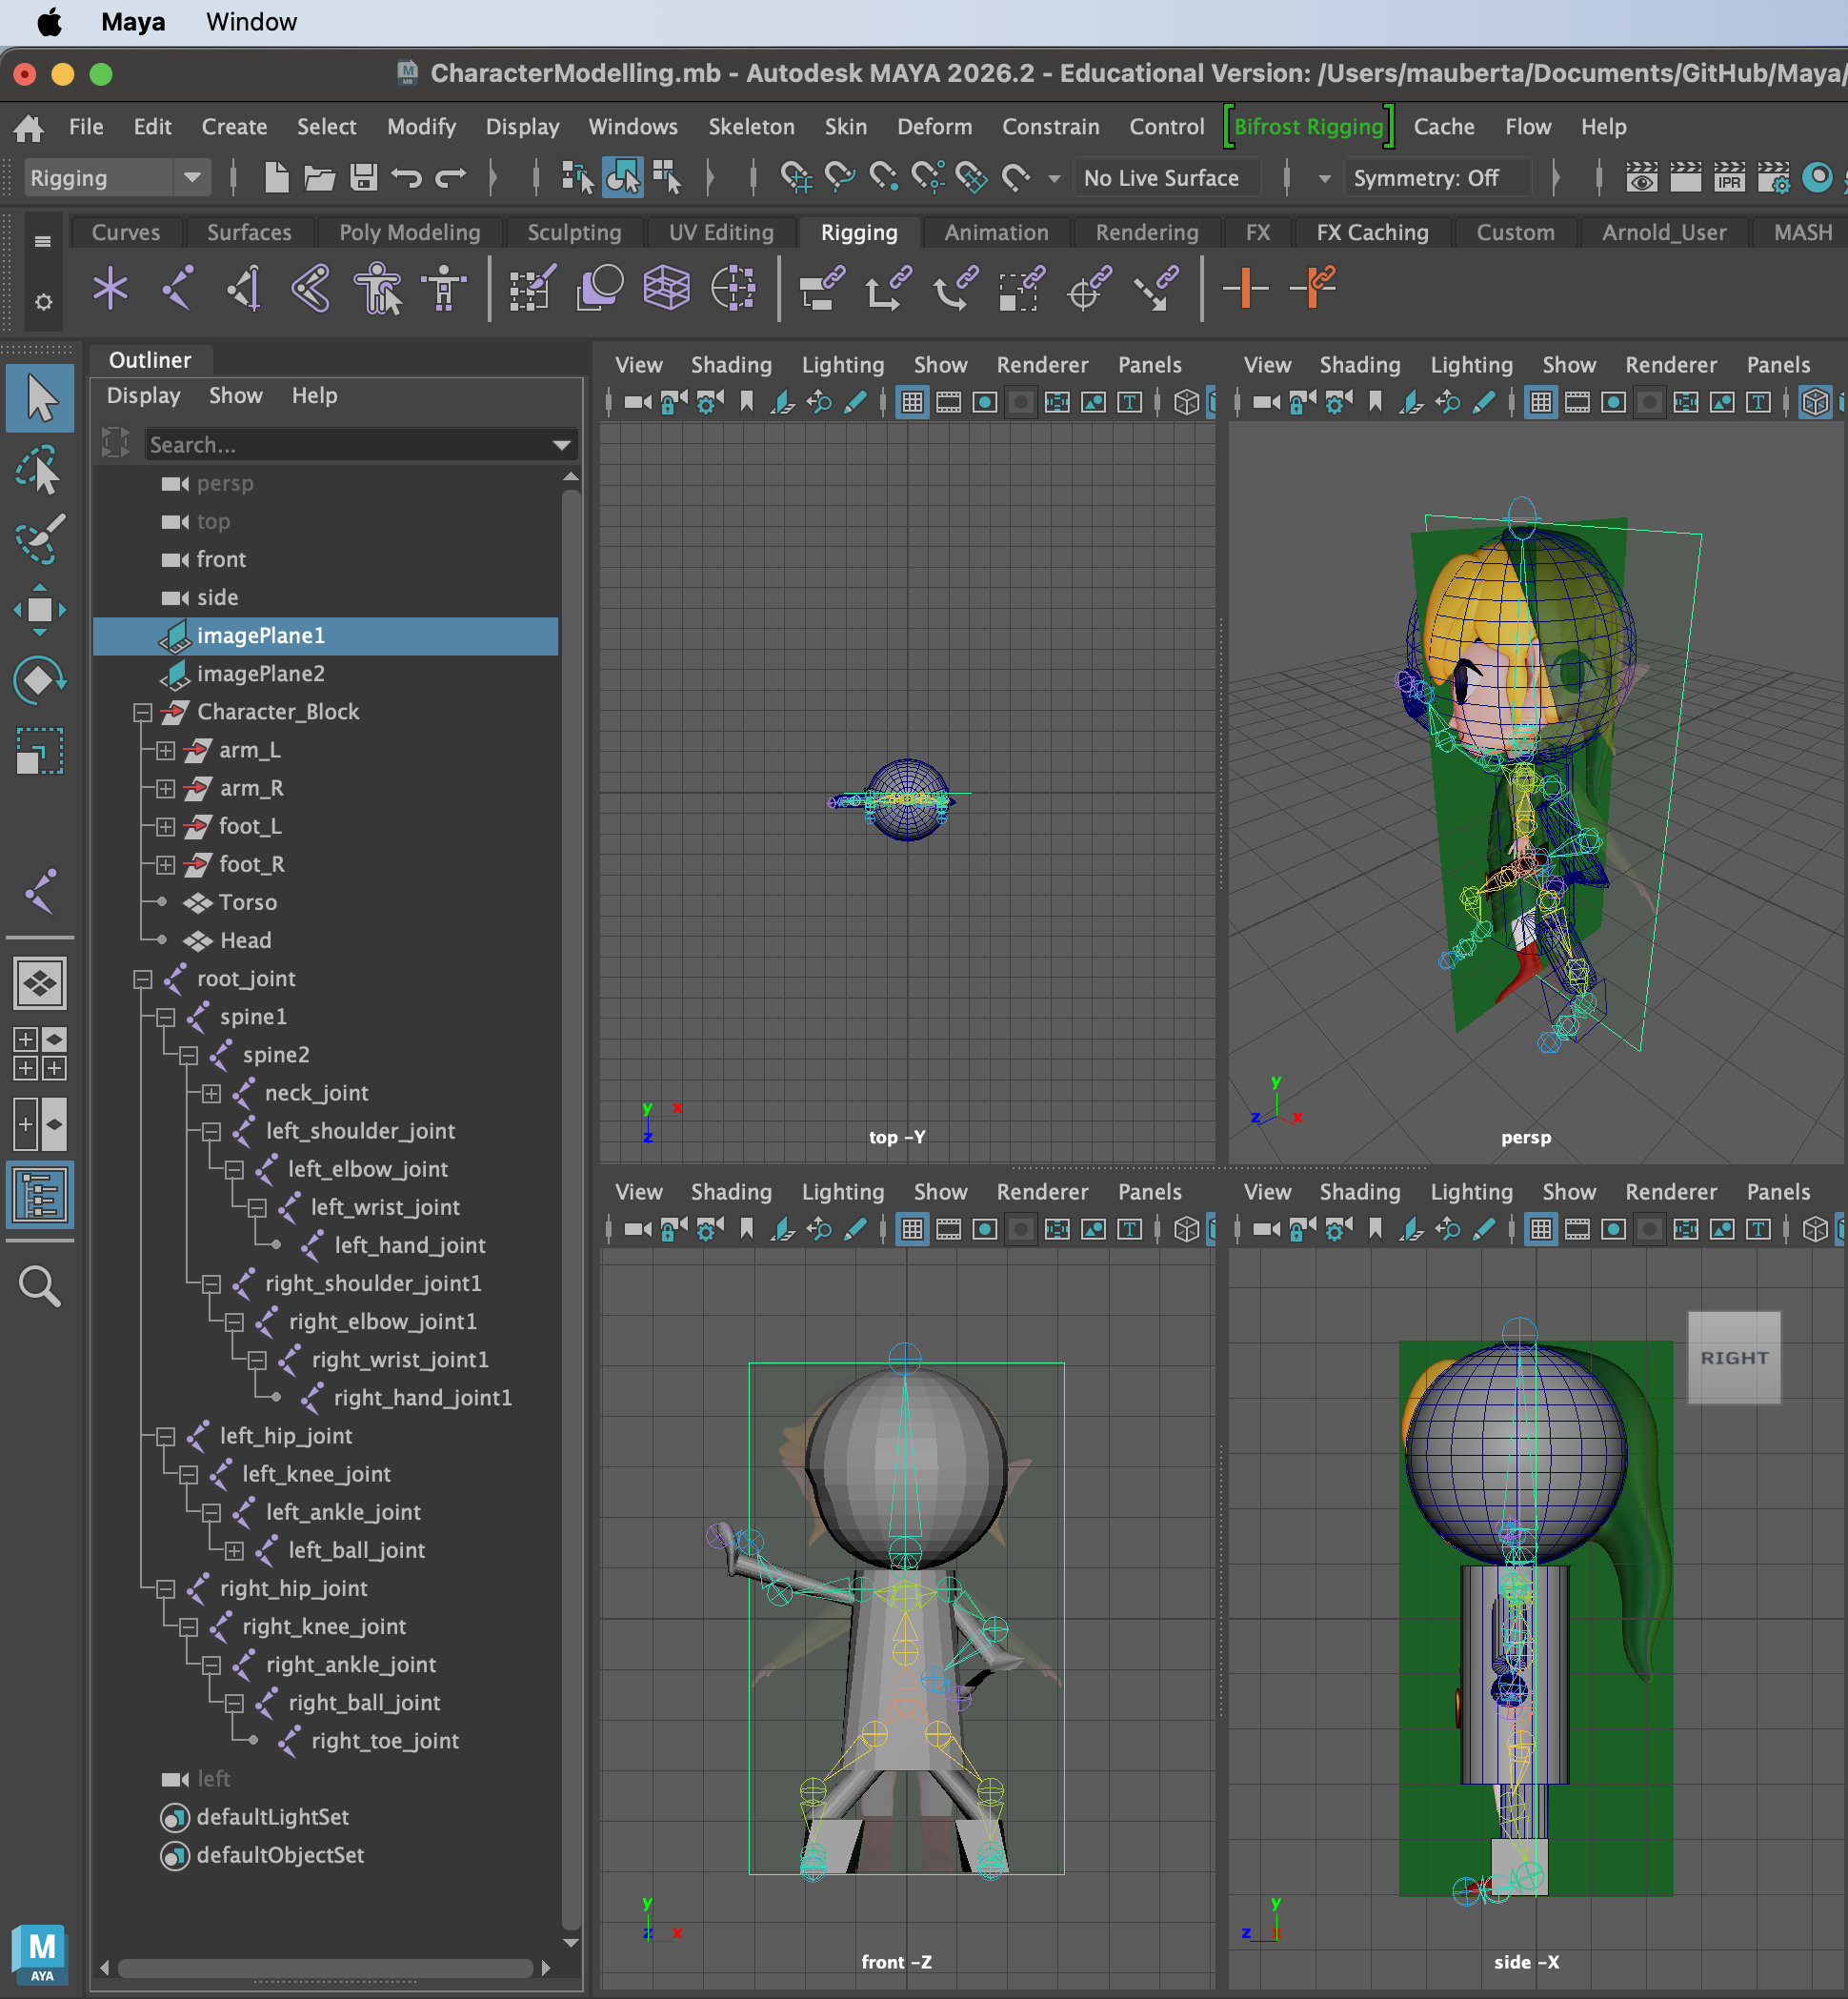 Maya Window
CharacterModelling.mb - Autodesk MAYA 2026.2 - Educational Version: /Users/mauberta/Documents/GitHub/Maya/
File Edit Create Select Modify Display Windows Skeleton Skin Deform Constrain Control Bifrost Rigging Cache Flow Help
Rigging No Live Surface Symmetry: Off IPR
Curves Surfaces Poly Modeling Sculpting UV Editing Rigging Animation Rendering FX FX Caching Custom Arnold_User MASH
Outliner
Display Show Help
Search...
persp
top
front
side
imagePlane1
imagePlane2
Character_Block
arm_L
arm_R
foot_L
foot_R
Torso
Head
root_joint
spine1
spine2
neck_joint
left_shoulder_joint
left_elbow_joint
left_wrist_joint
left_hand_joint
right_shoulder_joint1
right_elbow_joint1
right_wrist_joint1
right_hand_joint1
left_hip_joint
left_knee_joint
left_ankle_joint
left_ball_joint
right_hip_joint
right_knee_joint
right_ankle_joint
right_ball_joint
right_toe_joint
left
defaultLightSet
defaultObjectSet
M
AYA
View Shading Lighting Show Renderer Panels
T
y x
z
top -Y
View Shading Lighting Show Renderer Panels
T
y
z x
persp
View Shading Lighting Show Renderer Panels
T
y
z x
front -Z
View Shading Lighting Show Renderer Panels
T
RIGHT
y
z x
side -X